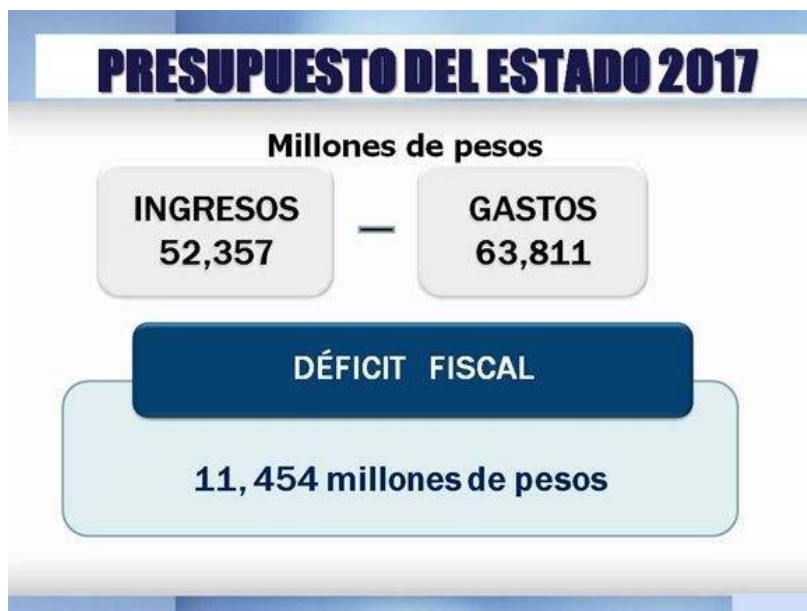 PRESUPUESTO DEL ESTADO 2017
Millones de pesos
INGRESOS
52,357
—
GASTOS
63,811
DÉFICIT FISCAL
11, 454 millones de pesos